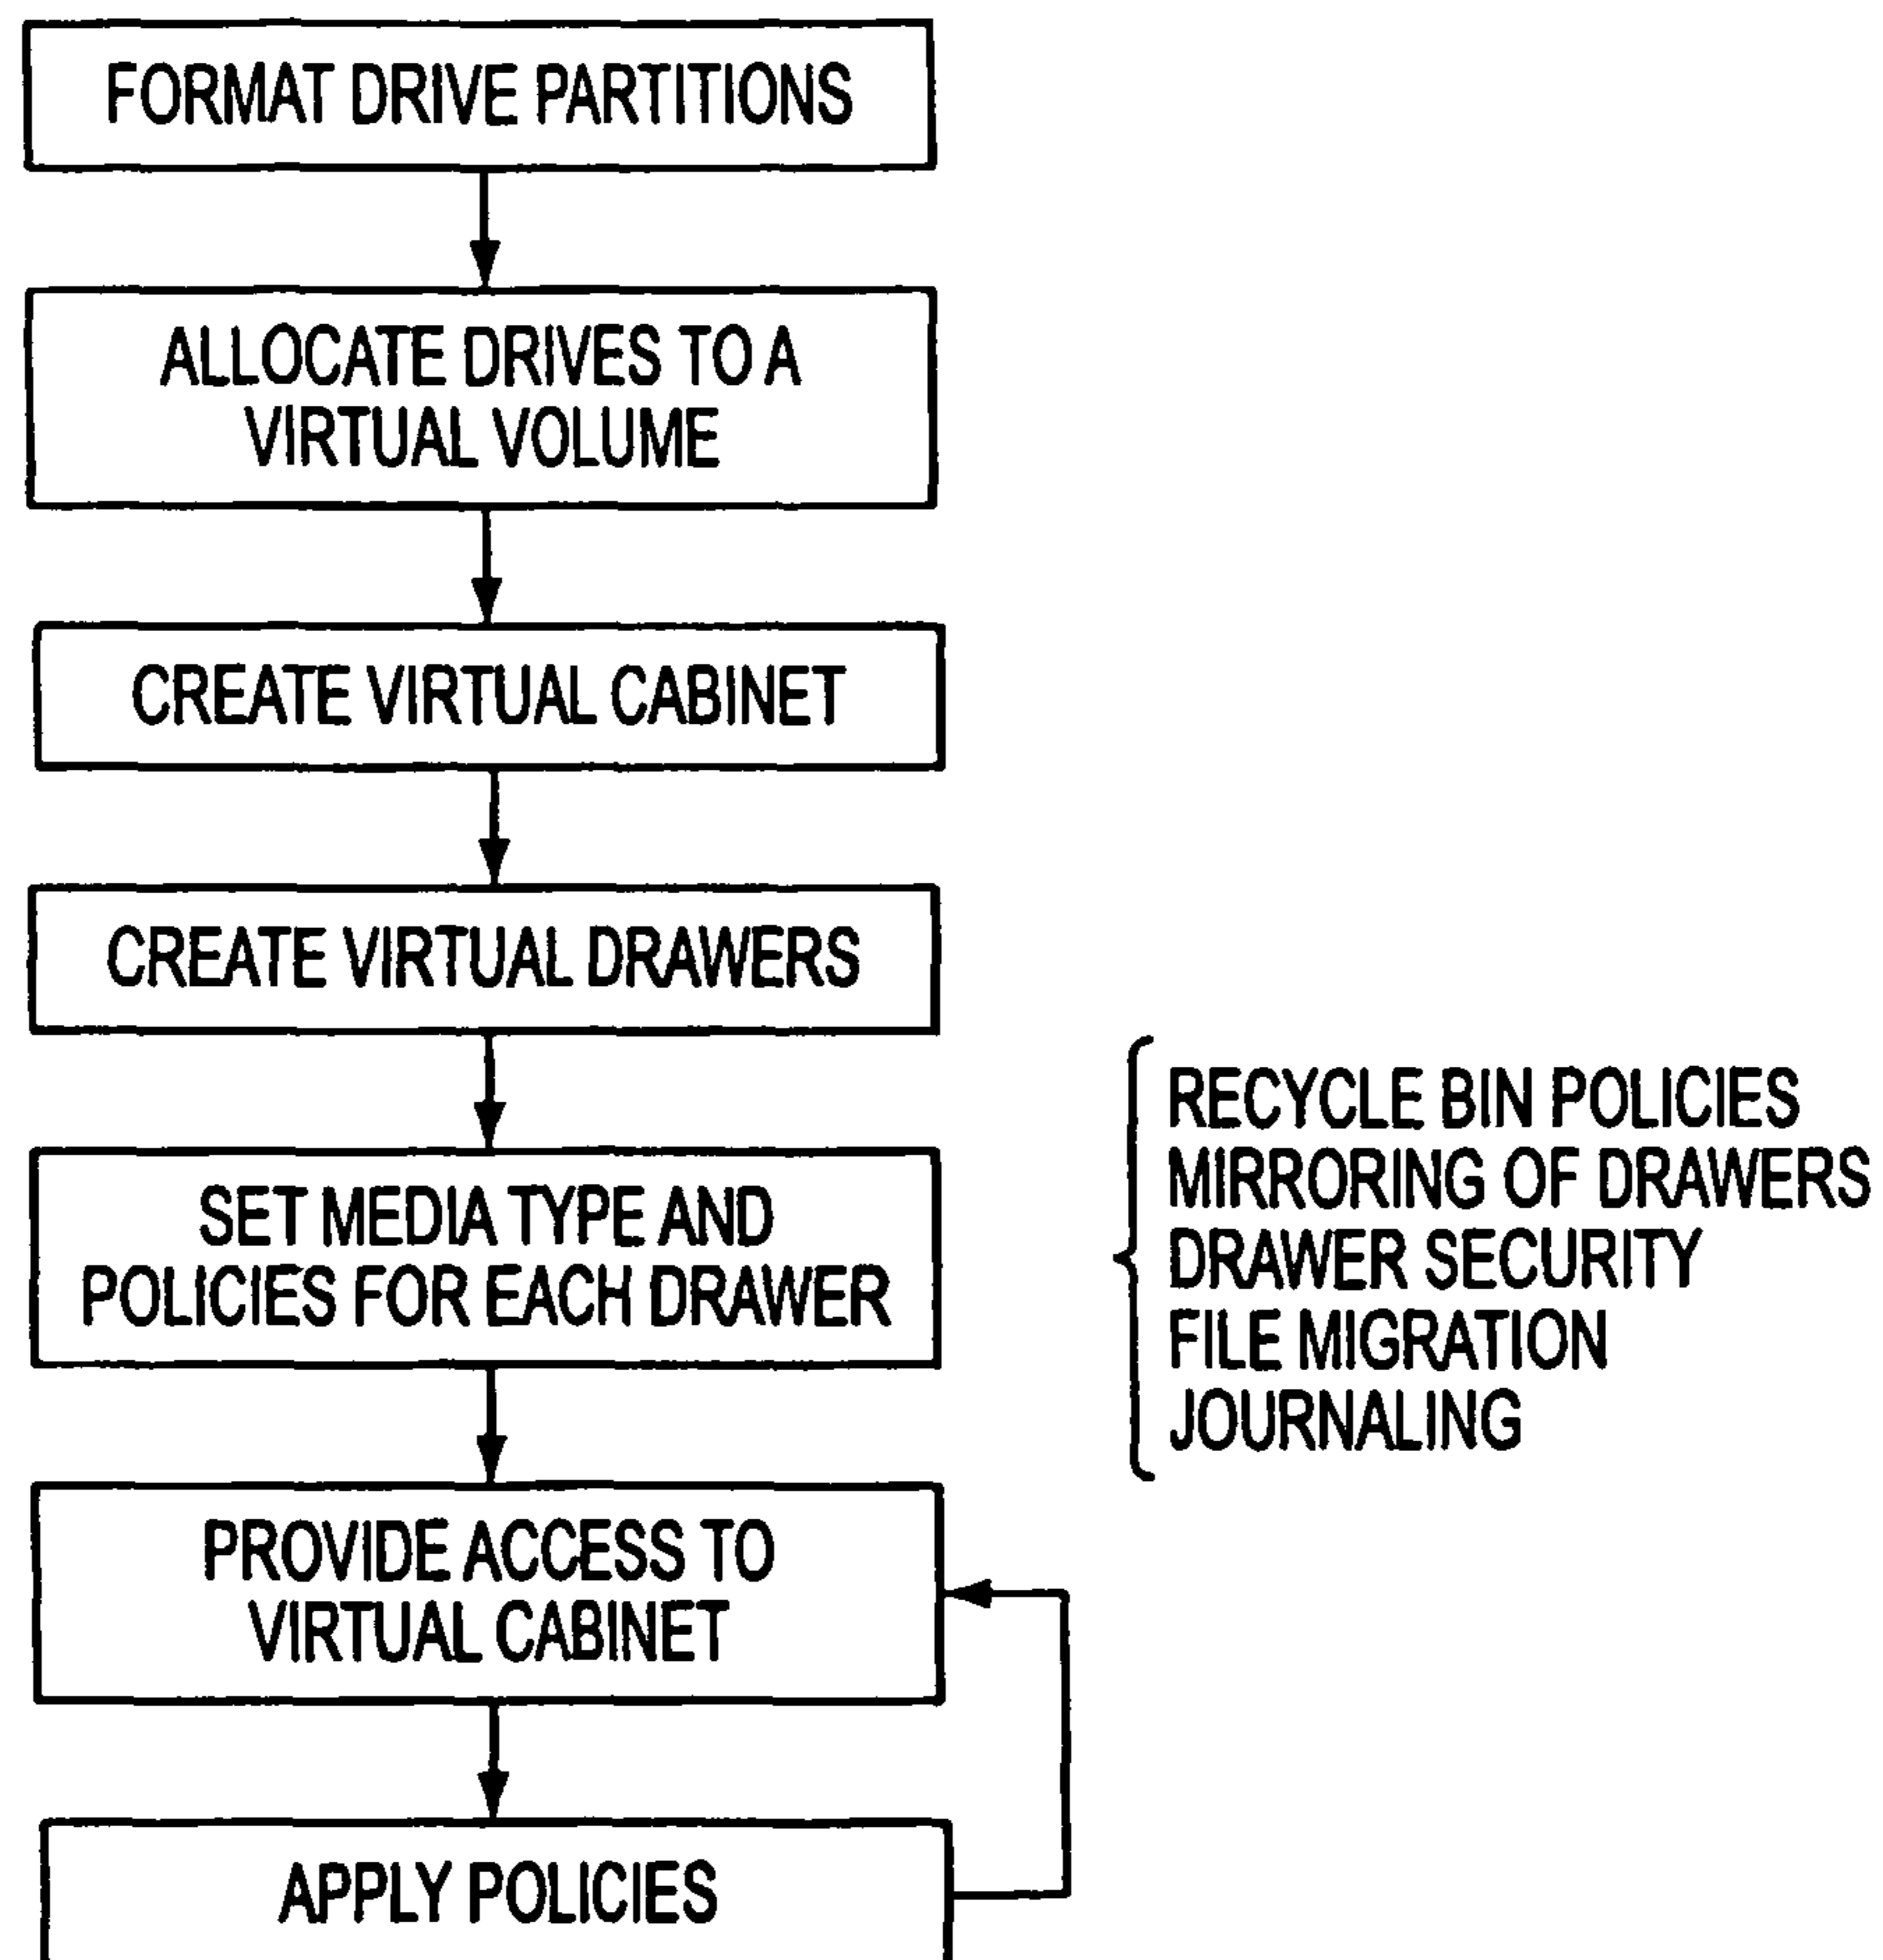 FORMAT DRIVE PARTITIONS
ALLOCATE DRIVES TO A
VIRTUAL VOLUME
CREATE VIRTUAL CABINET
CREATE VIRTUAL DRAWERS
SET MEDIA TYPE AND
POLICIES FOR EACH DRAWER
RECYCLE BIN POLICIES
MIRRORING OF DRAWERS
DRAWER SECURITY
FILE MIGRATION
JOURNALING
PROVIDE ACCESS TO
VIRTUAL CABINET
APPLY POLICIES